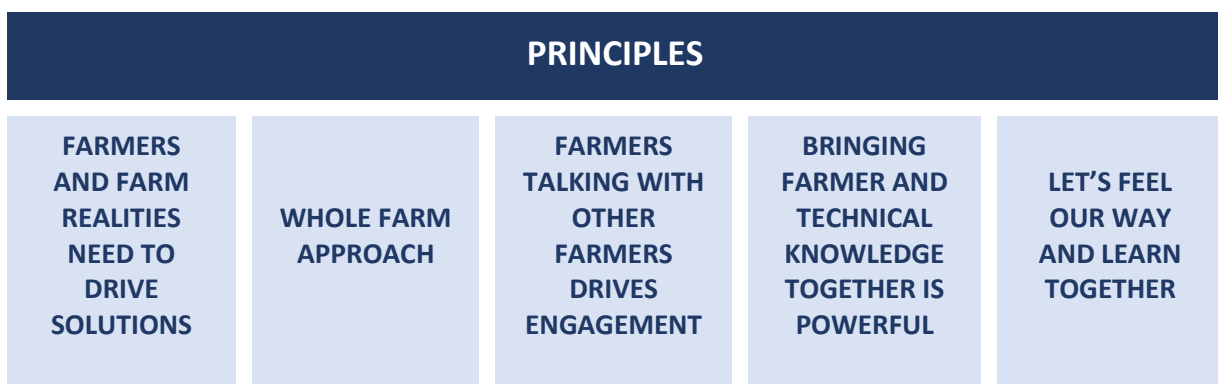 PRINCIPLES
FARMERS
AND FARM
REALITIES
NEED TO
DRIVE
SOLUTIONS
WHOLE FARM
APPROACH
FARMERS
TALKING WITH
OTHER
FARMERS
DRIVES
ENGAGEMENT
BRINGING
FARMER AND
TECHNICAL
KNOWLEDGE
TOGETHER IS
POWERFUL
LET’S FEEL
OUR WAY
AND LEARN
TOGETHER